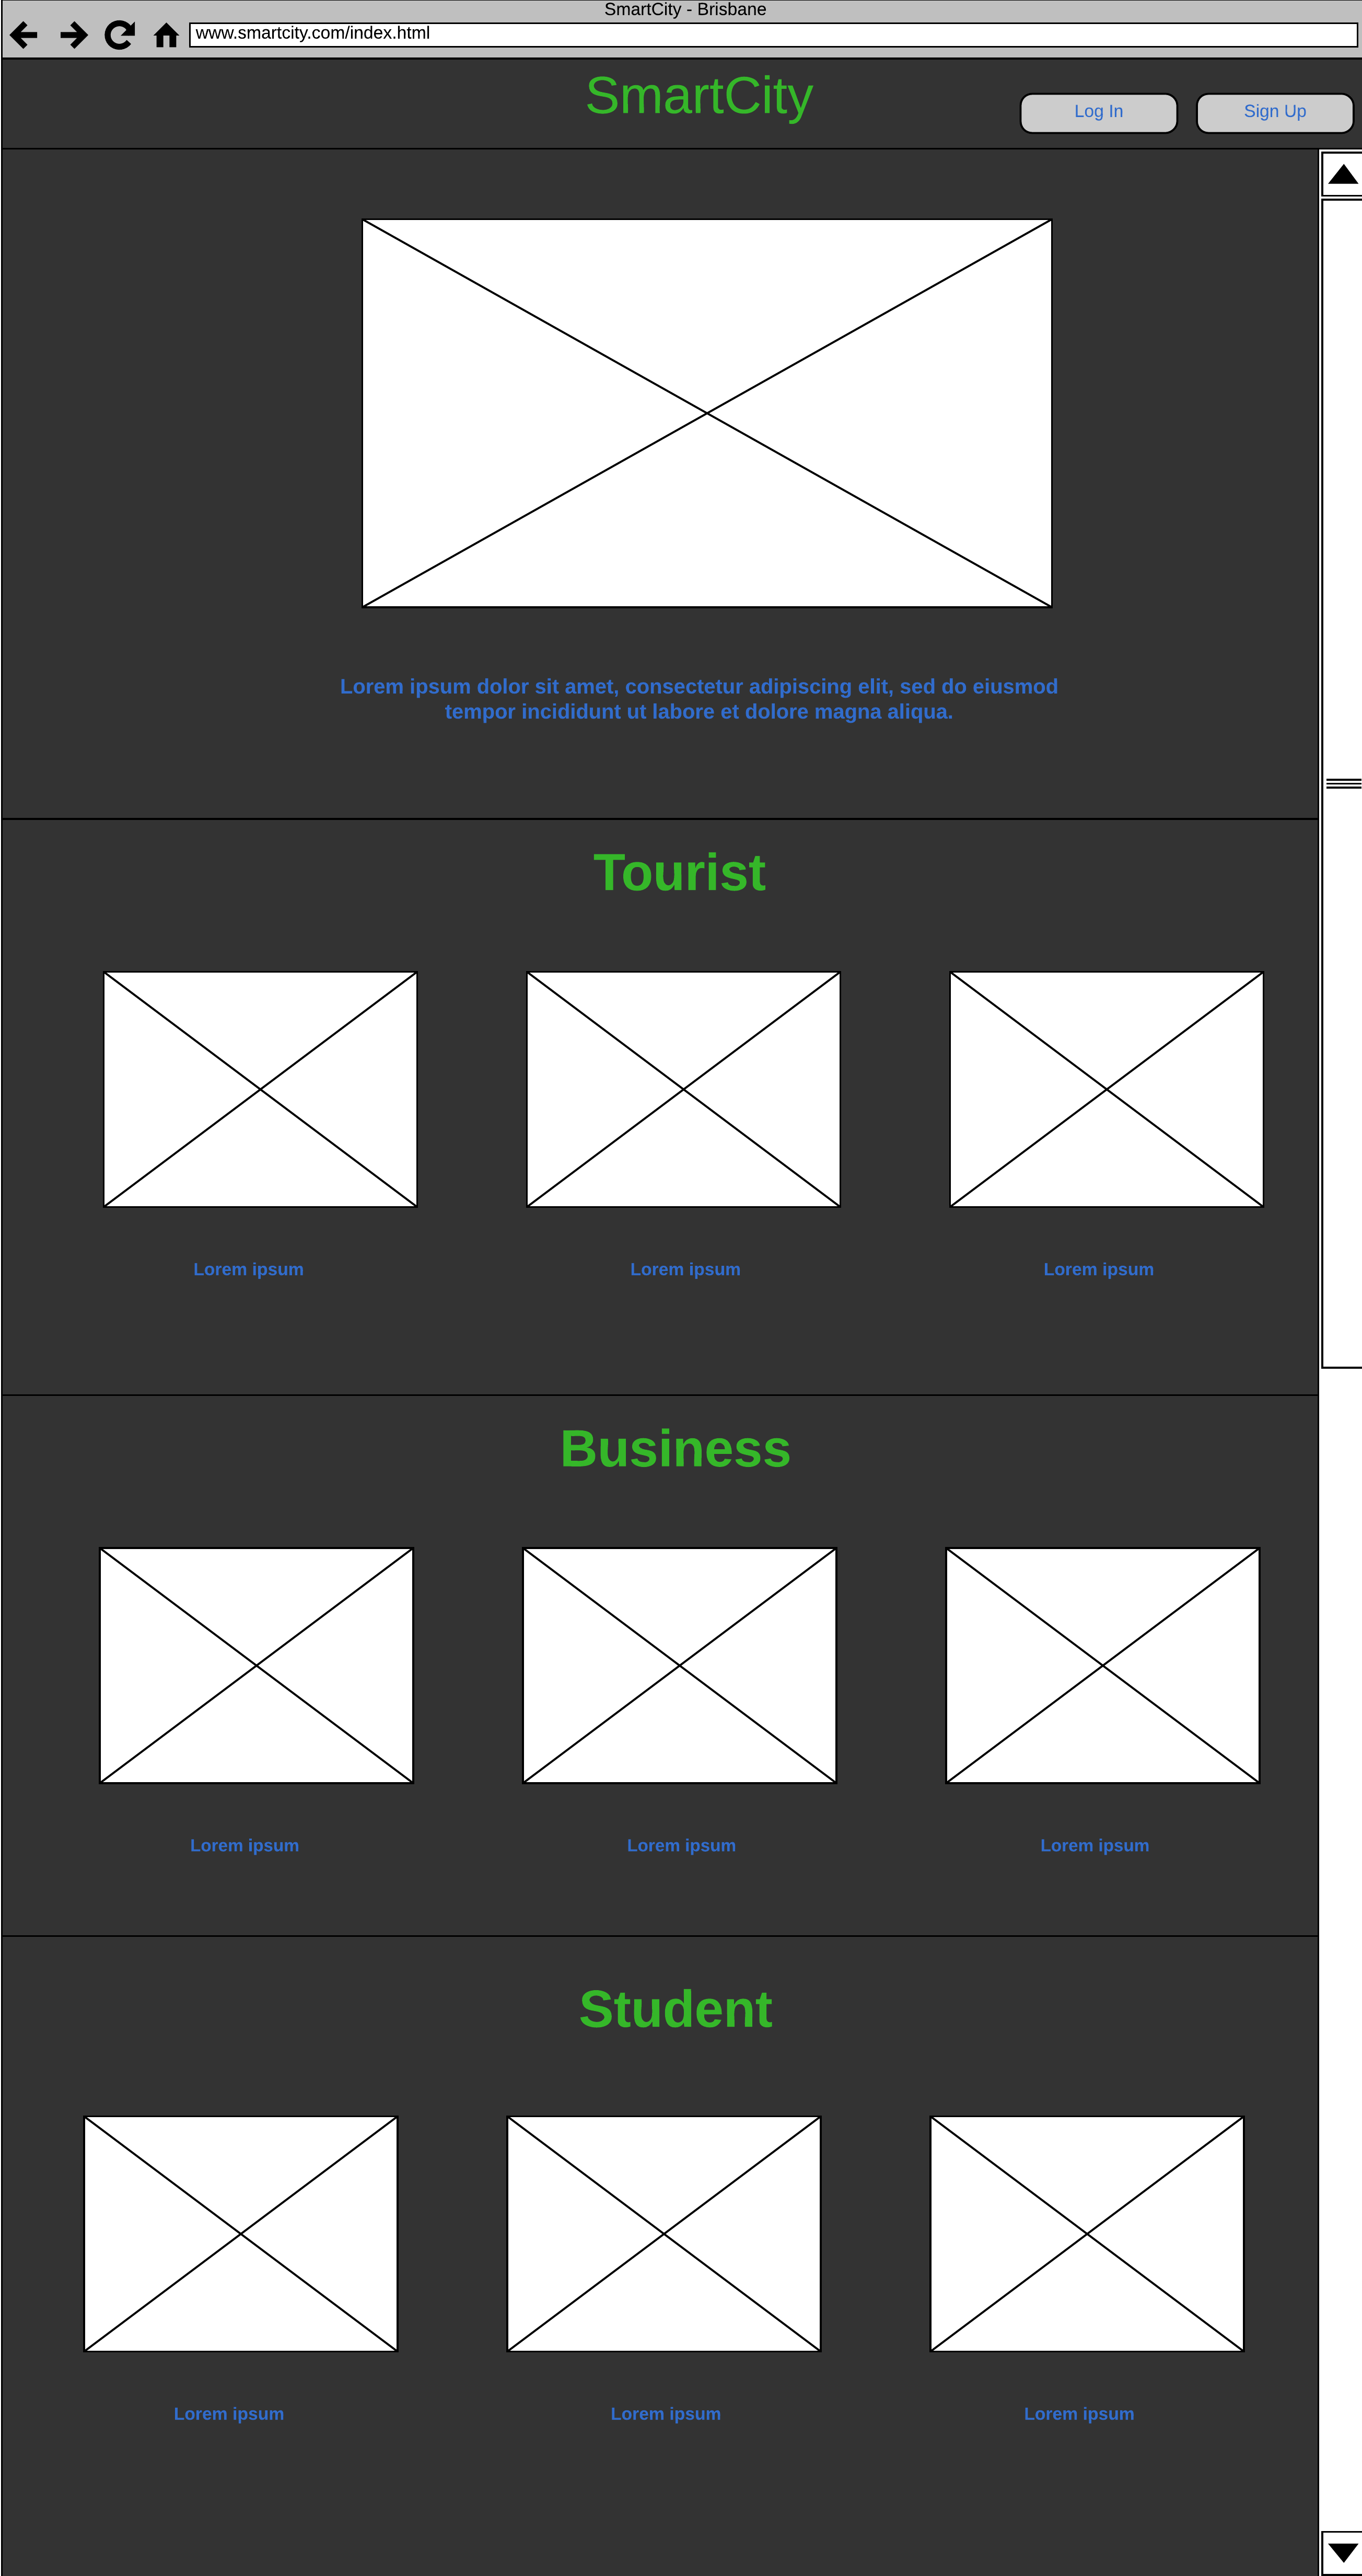 SmartCity - Brisbane
www.smartcity.com/index.html
SmartCity
Log In
Sign Up
Lorem ipsum dolor sit amet, consectetur adipiscing elit, sed do eiusmod
tempor incididunt ut labore et dolore magna aliqua.
Tourist
Lorem ipsum
Lorem ipsum
Lorem ipsum
Business
Lorem ipsum
Lorem ipsum
Lorem ipsum
Student
Lorem ipsum
Lorem ipsum
Lorem ipsum